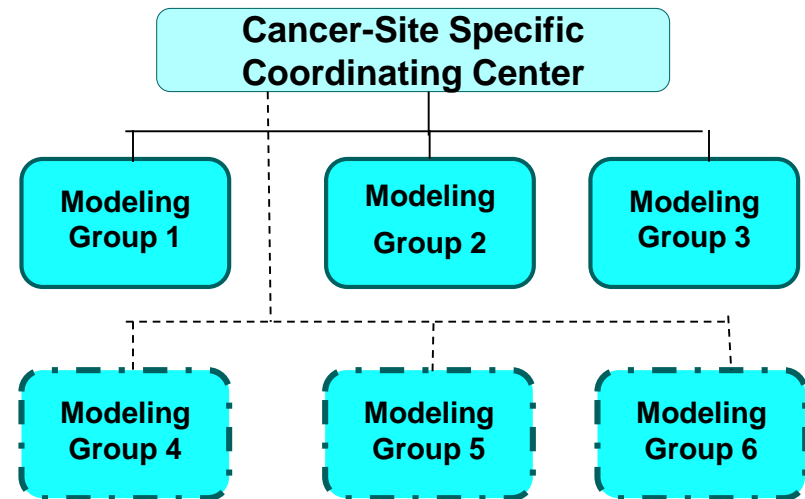 Cancer-Site Specific
Coordinating Center
Modeling
Group 1
Modeling
Group 2
Modeling
Group 3
Modeling
Group 4
Modeling
Group 5
Modeling
Group 6